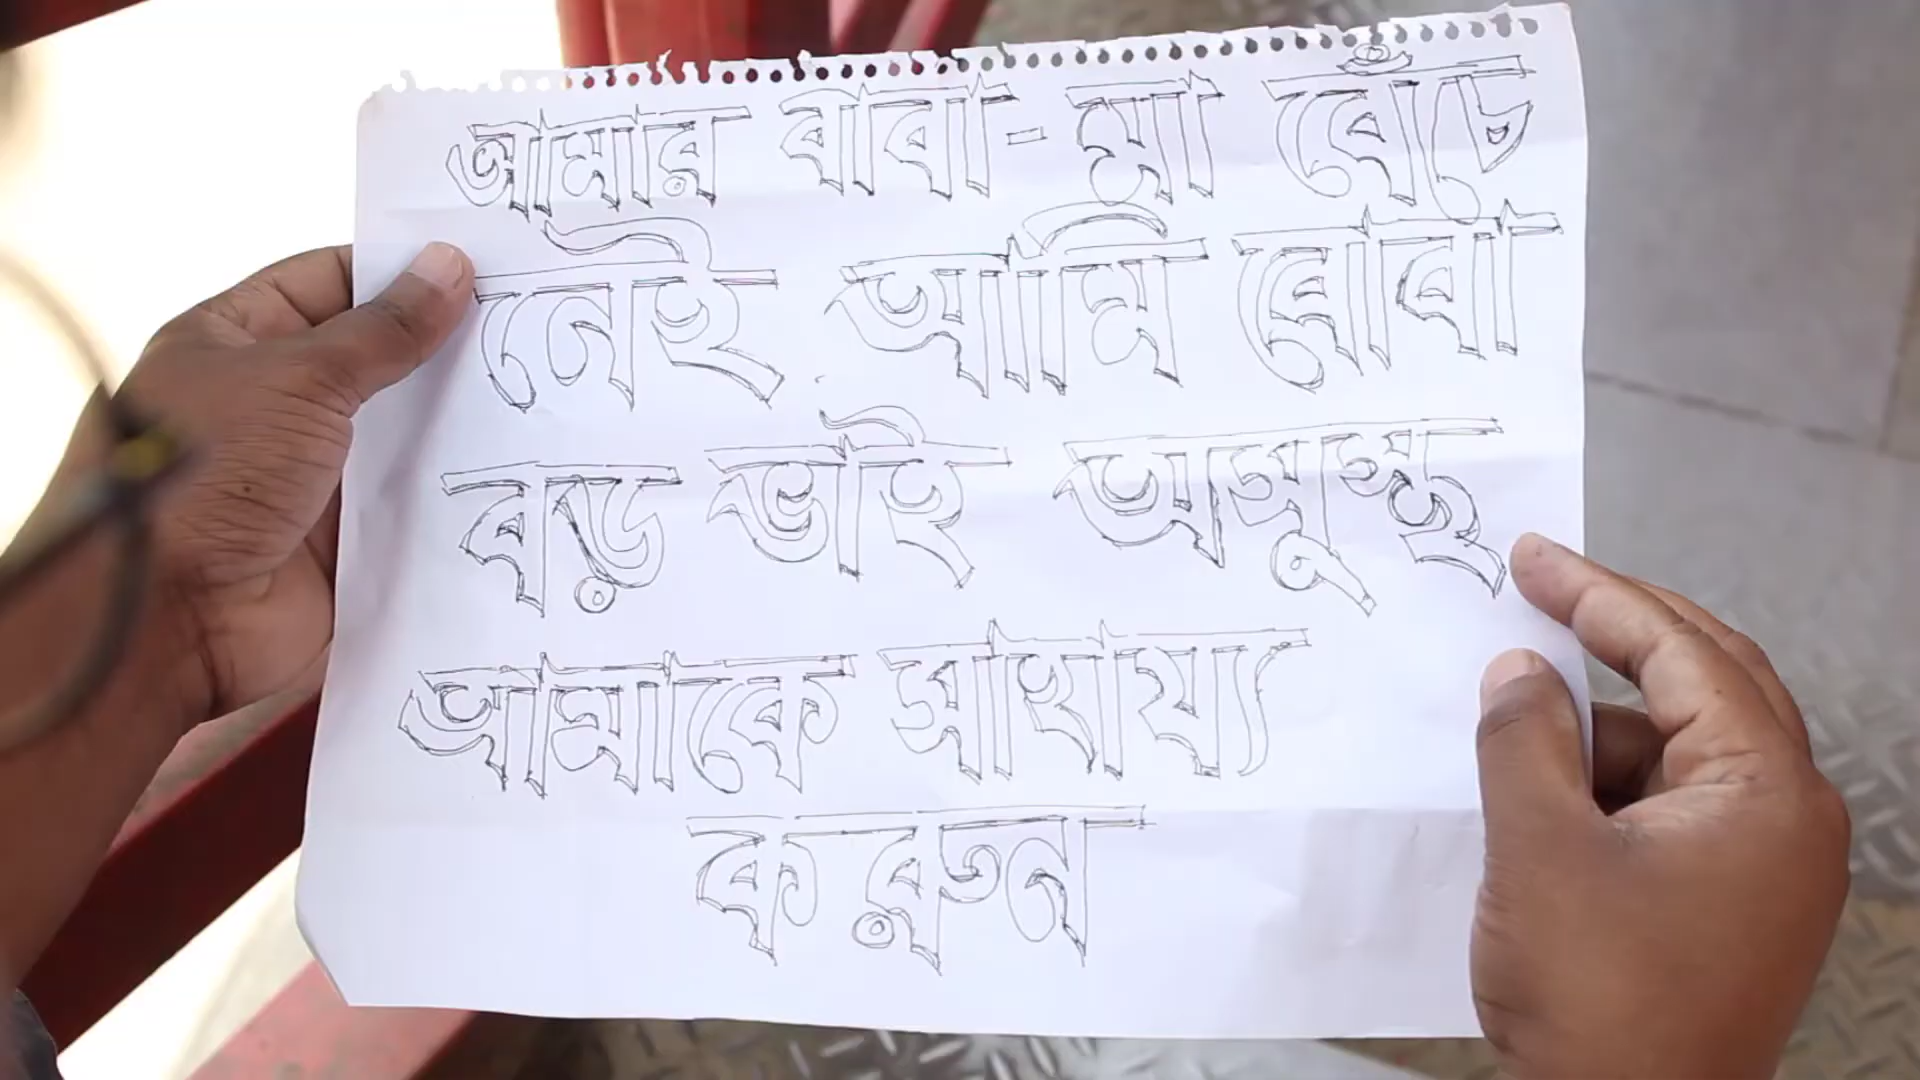 আমার বাবা-মা বেঁচে
নেই আমি বোবা
বড় ভাই অসুস্থ
আমাকে সাহায্য
করুন